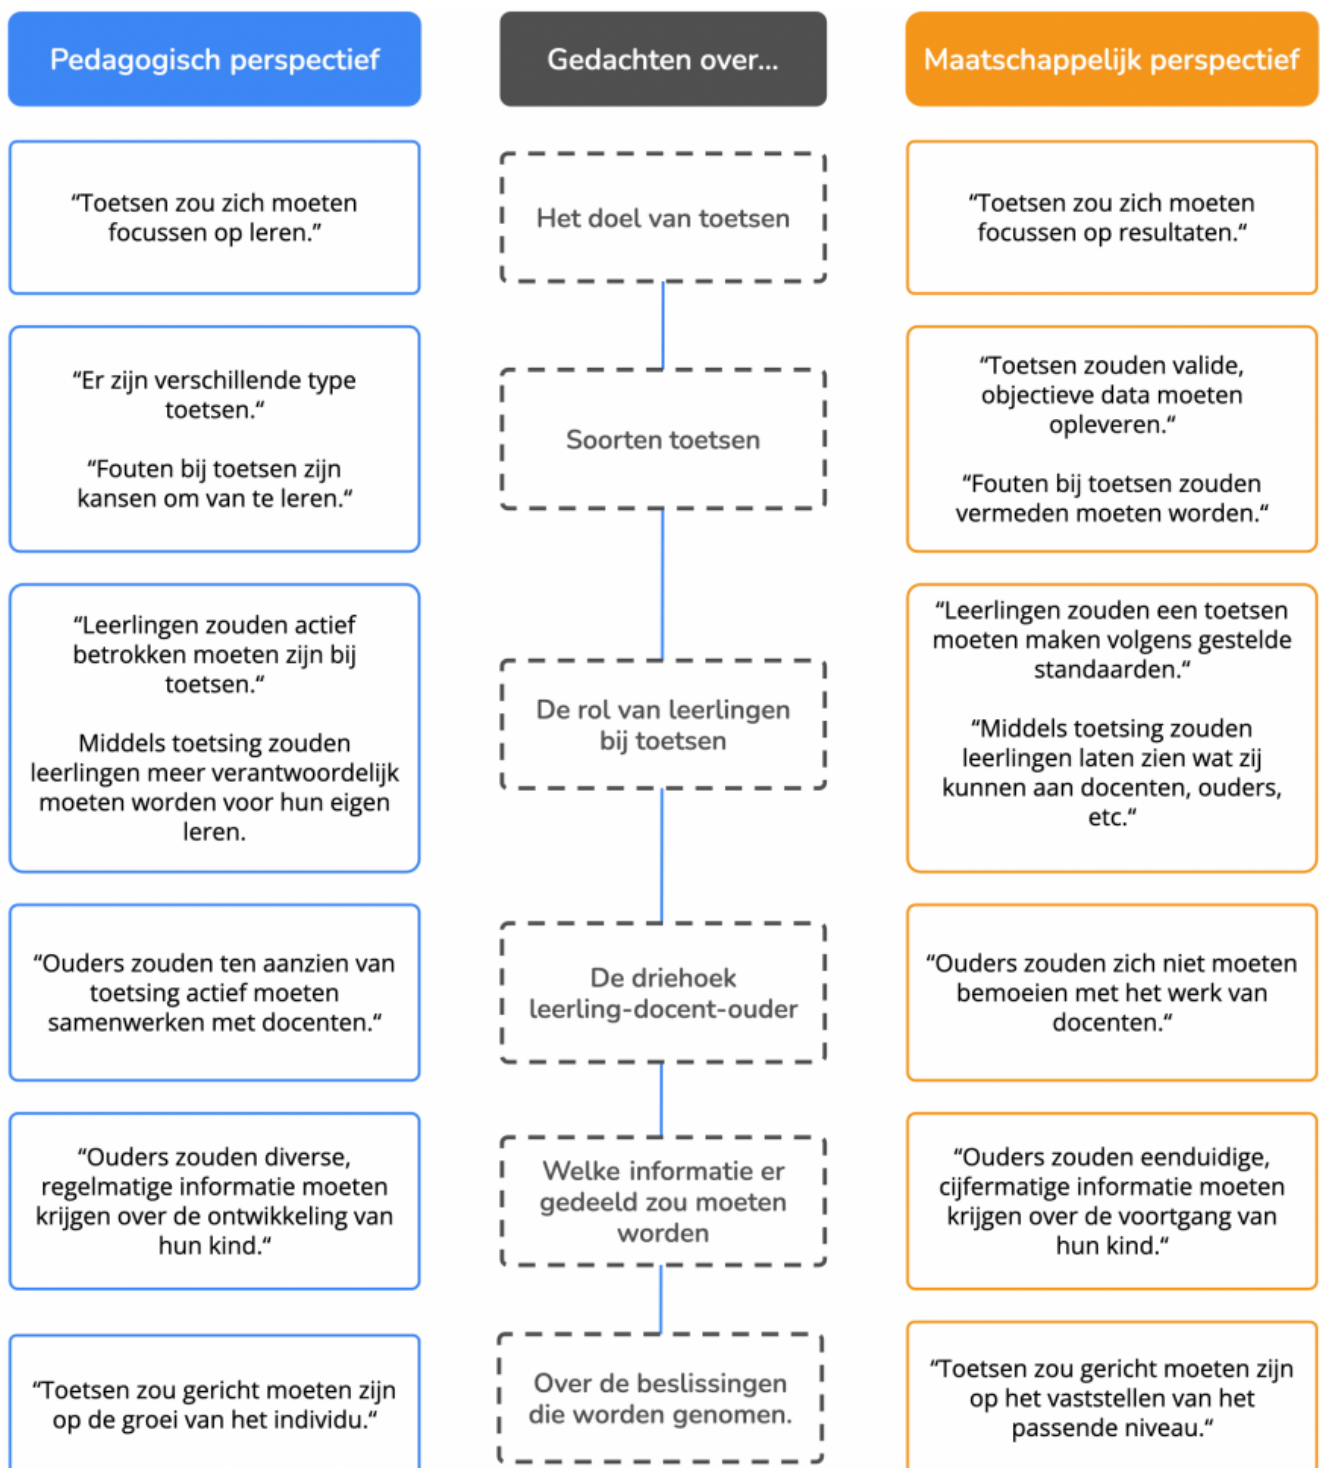 Pedagogisch perspectief
Gedachten over...
Maatschappelijk perspectief
“Toetsen zou zich moeten
focussen op leren.”
Het doel van toetsen
“Toetsen zou zich moeten
focussen op resultaten.“
“Er zijn verschillende type
toetsen.“
“Fouten bij toetsen zijn
kansen om van te leren.“
Soorten toetsen
“Toetsen zouden valide,
objectieve data moeten
opleveren.“
“Fouten bij toetsen zouden
vermeden moeten worden.“
“Leerlingen zouden actief
betrokken moeten zijn bij
toetsen.“
Middels toetsing zouden
leerlingen meer verantwoordelijk
moeten worden voor hun eigen
leren.
De rol van leerlingen
bij toetsen
“Leerlingen zouden een toetsen
moeten maken volgens gestelde
standaarden.“
“Middels toetsing zouden
leerlingen laten zien wat zij
kunnen aan docenten, ouders,
etc.“
“Ouders zouden ten aanzien van
toetsing actief moeten
samenwerken met docenten.“
De driehoek
leerling-docent-ouder
“Ouders zouden zich niet moeten
bemoeien met het werk van
docenten.“
“Ouders zouden diverse,
regelmatige informatie moeten
krijgen over de ontwikkeling van
hun kind.“
Welke informatie er
gedeeld zou moeten
worden
“Ouders zouden eenduidige,
cijfermatige informatie moeten
krijgen over de voortgang van
hun kind.“
“Toetsen zou gericht moeten zijn
op de groei van het individu.“
Over de beslissingen
die worden genomen.
“Toetsen zou gericht moeten zijn
op het vaststellen van het
passende niveau.“